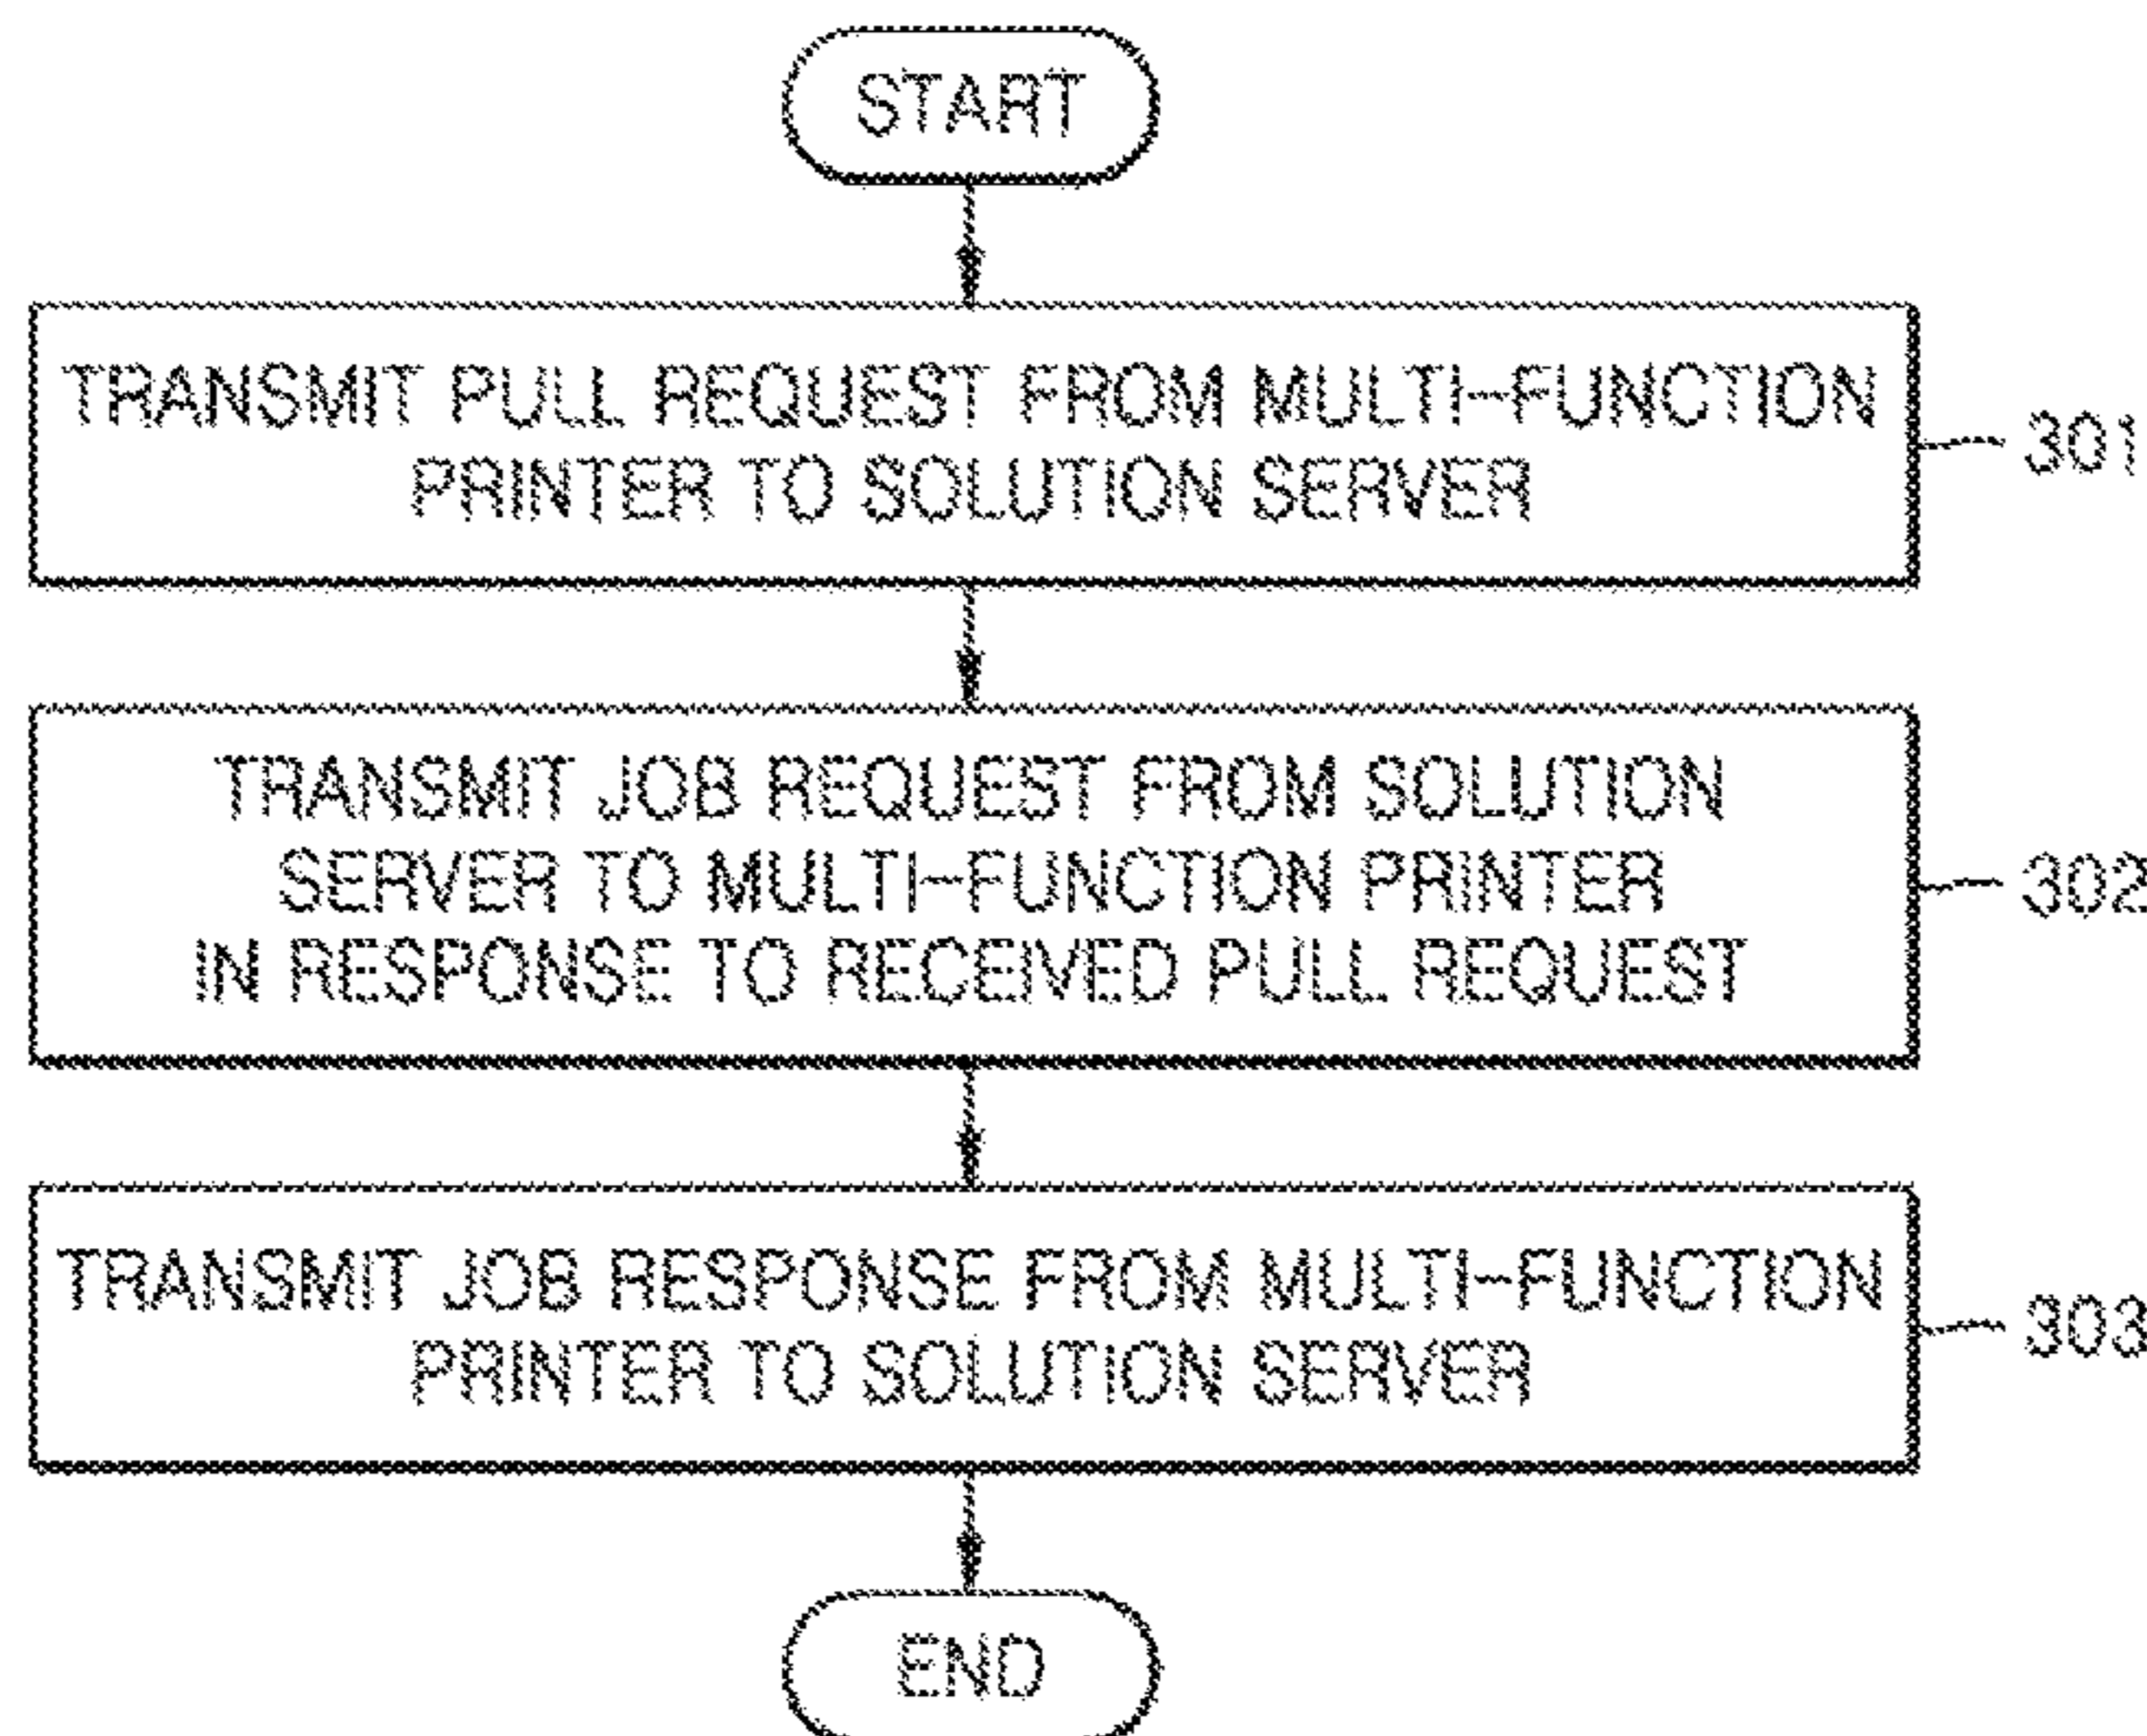 START
TRANSMIT PULL REQUEST FROM MULTI-FUNCTION
PRINTER TO SOLUTION SERVER
301
TRANSMIT JOB REQUEST FROM SOLUTION
SERVER TO MULTI-FUNCTION PRINTER
IN RESPONSE TO RECEIVED PULL REQUEST
302
TRANSMIT JOB RESPONSE FROM MULTI-FUNCTION
PRINTER TO SOLUTION SERVER
303
END